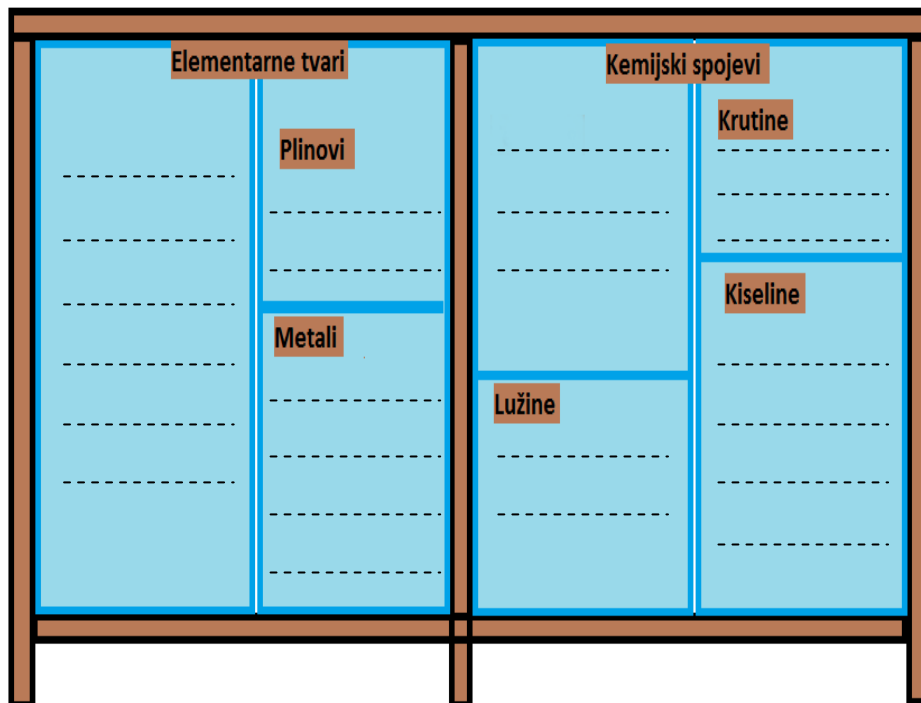 Elementarne tvari
Plinovi
Metali
Kemijski spojevi
Krutine
Kiseline
Lužine